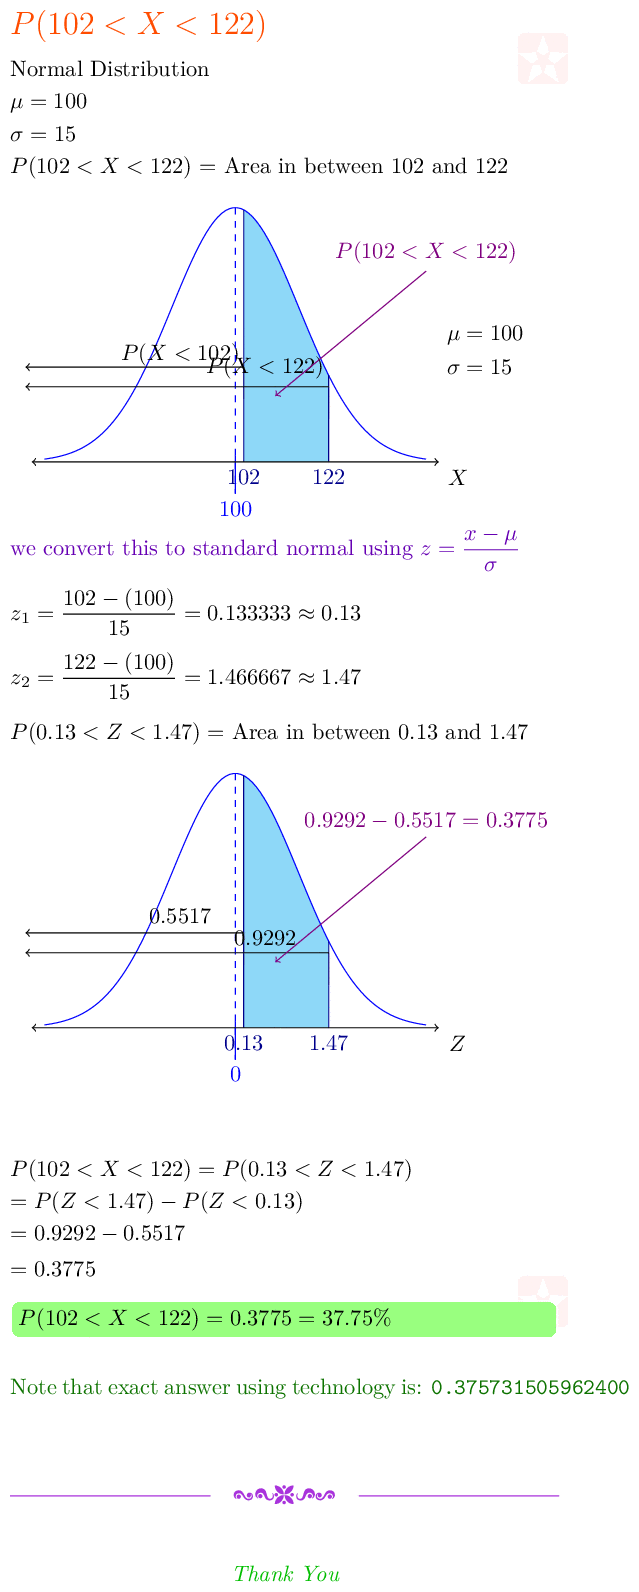 P(102 < X < 122)
Normal Distribution
μ = 100
σ = 15
P(102 < X < 122) = Area in between 102 and 122
P(102 < X < 122)
μ = 100
P(X < 102)
P(X < 122)
σ = 15
102 122 X
100
we convert this to standard normal using z = \frac{x − μ}{σ}
z₁ = \frac{102 − (100)}{15} = 0.133333 ≈ 0.13
z₂ = \frac{122 − (100)}{15} = 1.466667 ≈ 1.47
P(0.13 < Z < 1.47) = Area in between 0.13 and 1.47
0.9292 − 0.5517 = 0.3775
0.5517
0.9292
0.13 1.47 Z
0
P(102 < X < 122) = P(0.13 < Z < 1.47)
= P(Z < 1.47) − P(Z < 0.13)
= 0.9292 − 0.5517
= 0.3775
P(102 < X < 122) = 0.3775 = 37.75%
Note that exact answer using technology is: 0.375731505962400
Thank You